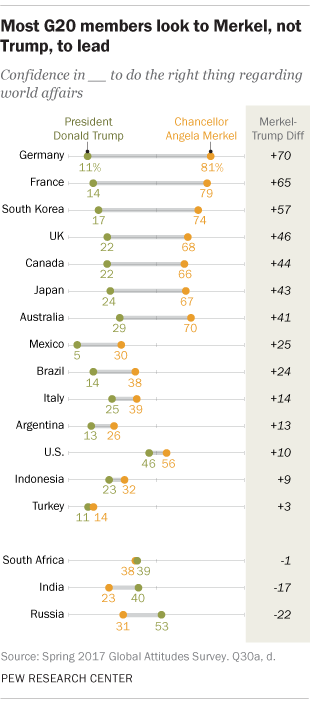 Most G20 members look to Merkel, not
Trump, to lead
Confidence in __ to do the right thing regarding
world affairs
President
Donald Trump
Chancellor
Angela Merkel
Merkel-
Trump Diff
Germany 11% 81% +70
France 14 79 +65
South Korea 17 74 +57
UK 22 68 +46
Canada 22 66 +44
Japan 24 67 +43
Australia 29 70 +41
Mexico 5 30 +25
Brazil 14 38 +24
Italy 25 39 +14
Argentina 13 26 +13
U.S. 46 56 +10
Indonesia 23 32 +9
Turkey 11 14 +3
South Africa 38 39 -1
India 23 40 -17
Russia 31 53 -22
Source: Spring 2017 Global Attitudes Survey. Q30a, d.
PEW RESEARCH CENTER